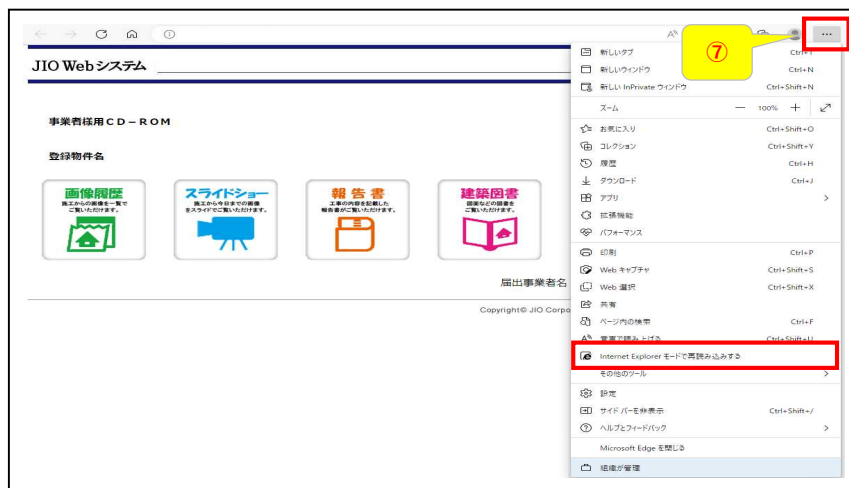 ⑦
新しいタブ
新しいウィンドウ Ctrl+N
新しい InPrivate ウィンドウ Ctrl+Shift+N
ズーム 100%
お気に入り Ctrl+Shift+O
コレクション Ctrl+Shift+Y
履歴 Ctrl+H
ダウンロード Ctrl+J
アプリ
拡張機能
パフォーマンス
印刷 Ctrl+P
Web キャプチャ Ctrl+Shift+S
Web 選択 Ctrl+Shift+X
共有
ページ内の検索 Ctrl+F
音声で読み上げる Ctrl+Shift+U
Internet Explorer モードで再読み込みする
その他のツール
設定
サイド バーを非表示 Ctrl+Shift+/
ヘルプとフィードバック
Microsoft Edge を閉じる
組織が管理
JIO Webシステム
事業者様用CD－ROM
登録物件名
画像履歴
施工からの画像を一覧で
ご覧いただけます。
スライドショー
施工から今日までの画像
をスライドでご覧いただけます。
報告書
工事の内容を記載した
報告書がご覧いただけます。
建築図書
図面などの図書を
ご覧いただけます。
届出事業者名
Copyright© JIO Corpo